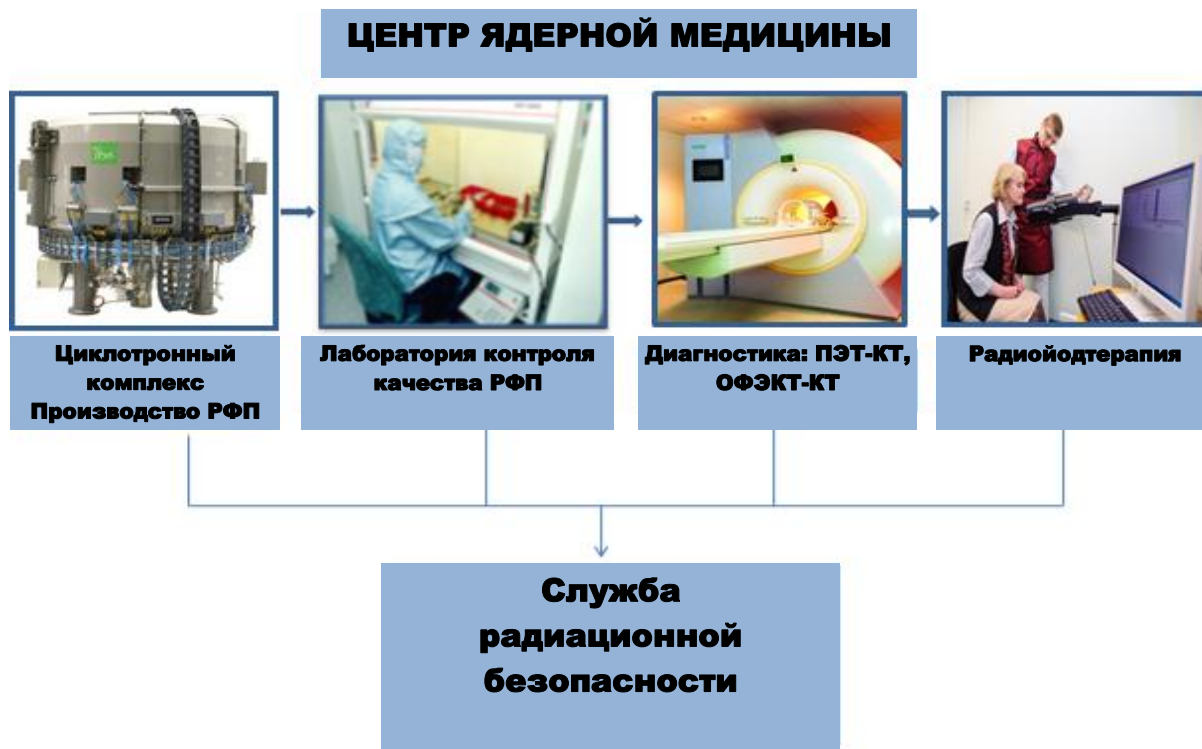 ЦЕНТР ЯДЕРНОЙ МЕДИЦИНЫ
Циклотронный
комплекс
Производство РФП
Лаборатория контроля
качества РФП
Диагностика: ПЭТ-КТ,
ОФЭКТ-КТ
Радиойодтерапия
Служба
радиационной
безопасности